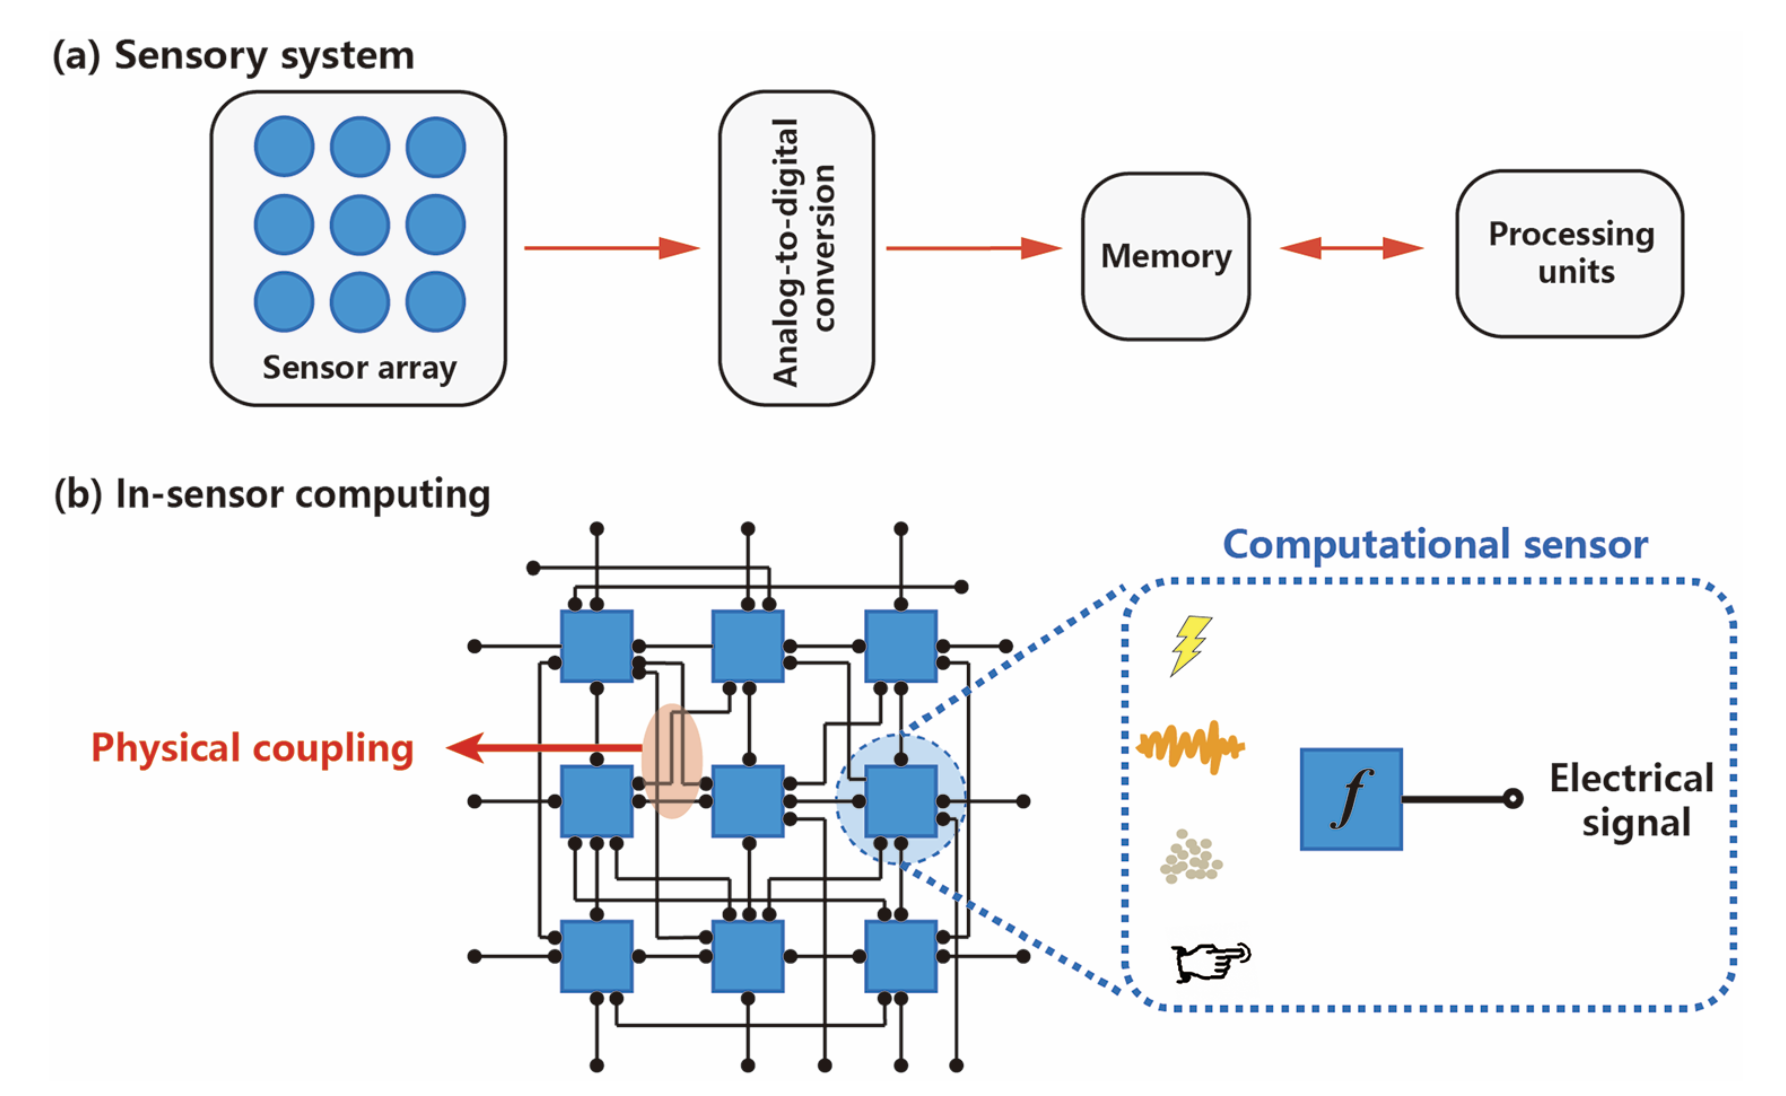 (a) Sensory system
Sensor array
Analog-to-digital
conversion
Memory
Processing
units
(b) In-sensor computing
Physical coupling
Computational sensor
f
Electrical
signal